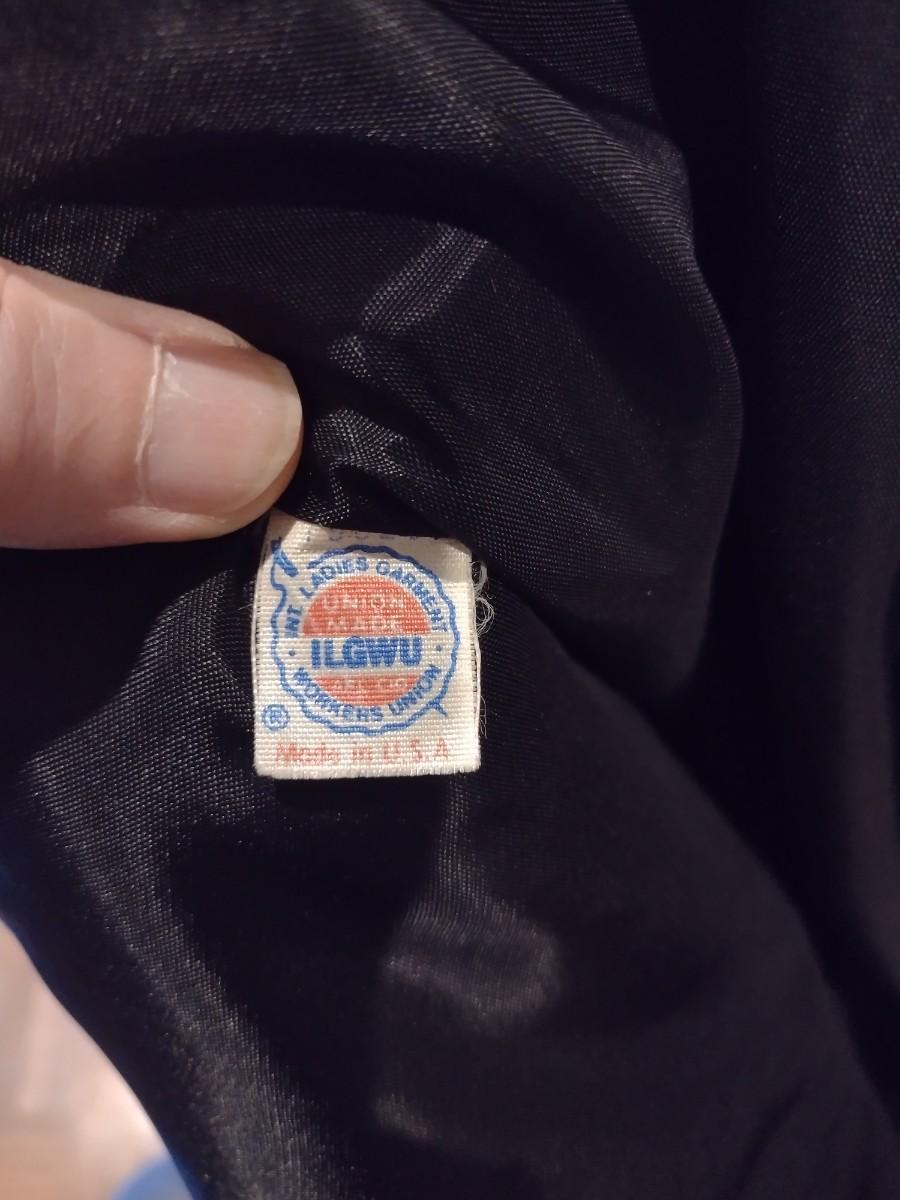 INT. LADIES GARMENT
UNION
MADE
ILGWU
WORKERS UNION
®
Made in U.S.A.